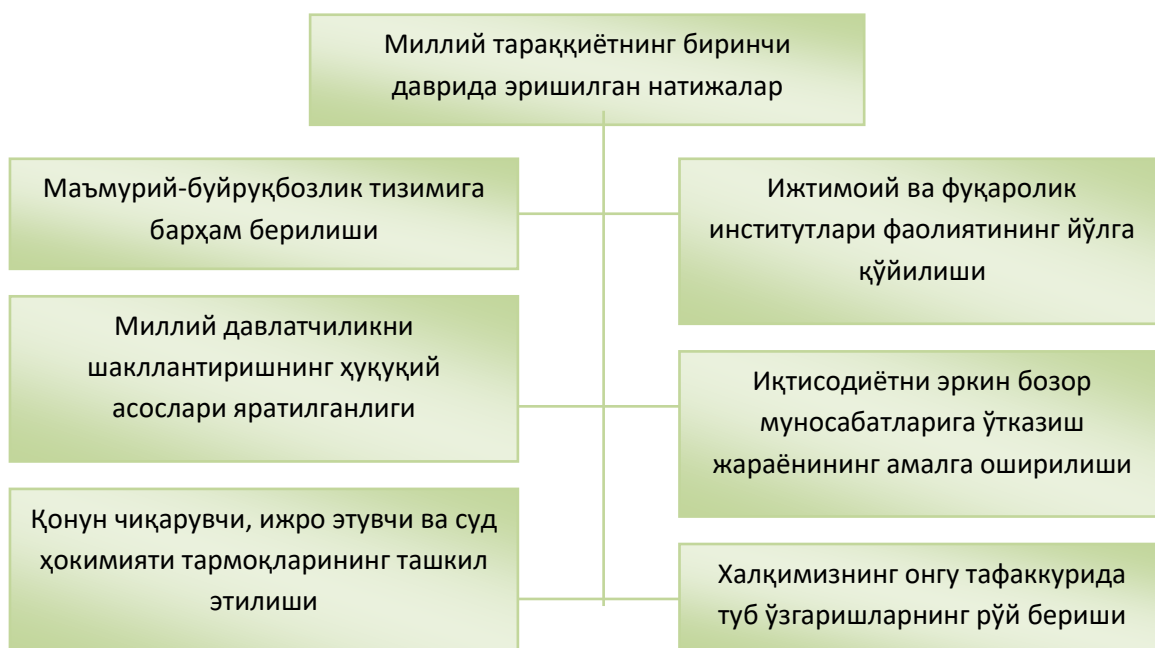 Миллий тараққиётнинг биринчи
даврида эришилган натижалар
Маъмурий-буйруқбозлик тизимига
барҳам берилиши
Ижтимоий ва фуқаролик
институтлари фаолиятининг йўлга
қўйилиши
Миллий давлатчиликни
шакллантиришнинг ҳуқуқий
асослари яратилганлиги
Иқтисодиётни эркин бозор
муносабатларига ўтказиш
жараёнининг амалга оширилиши
Қонун чиқарувчи, ижро этувчи ва суд
ҳокимияти тармоқларининг ташкил
этилиши
Халқимизнинг онгу тафаккурида
туб ўзгаришларнинг рўй бериши